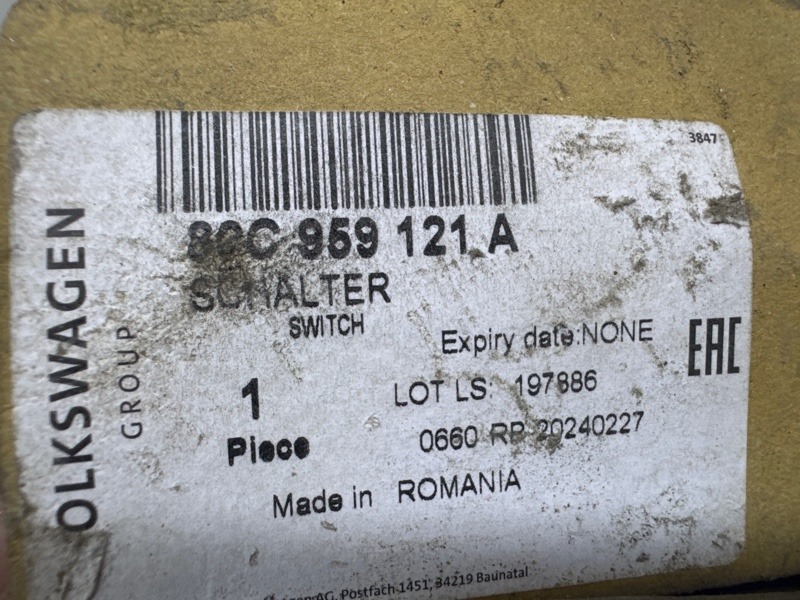 3847
959 121 A
SCHALTER
SWITCH
Expiry date:NONE
1
Piece
LOT LS: 197886
0660 RP 20240227
Made in ROMANIA
EAC
OLKSWAGEN
GROUP
AG, Postfach 1451, 34219 Baunatal